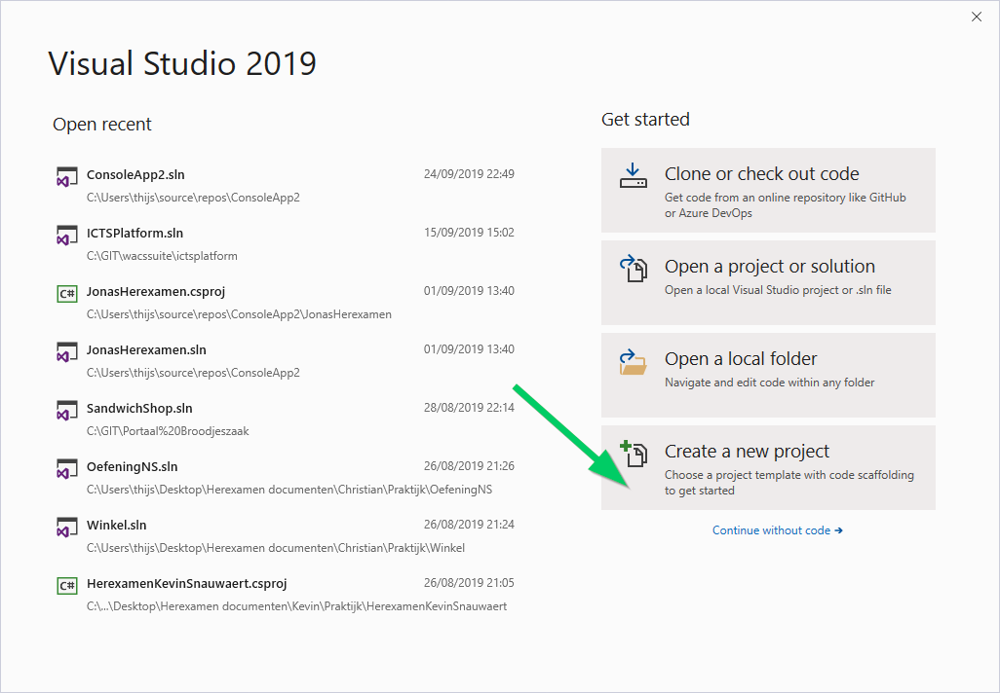 Visual Studio 2019
Open recent
ConsoleApp2.sln 24/09/2019 22:49
C:\Users\thijs\source\repos\ConsoleApp2
ICTSPlatform.sln 15/09/2019 15:02
C:\GIT\wacssuite\ictsplatform
C# JonasHerexamen.csproj 01/09/2019 13:40
C:\Users\thijs\source\repos\ConsoleApp2\JonasHerexamen
JonasHerexamen.sln 01/09/2019 13:40
C:\Users\thijs\source\repos\ConsoleApp2
SandwichShop.sln 28/08/2019 22:14
C:\GIT\Portaal%20Broodjeszaak
OefeningNS.sln 26/08/2019 21:26
C:\Users\thijs\Desktop\Herexamen documenten\Christian\Praktijk\OefeningNS
Winkel.sln 26/08/2019 21:24
C:\Users\thijs\Desktop\Herexamen documenten\Christian\Praktijk\Winkel
C# HerexamenKevinSnauwaert.csproj 26/08/2019 21:05
C:\...\Desktop\Herexamen documenten\Kevin\Praktijk\HerexamenKevinSnauwaert
Get started
Clone or check out code
Get code from an online repository like GitHub
or Azure DevOps
Open a project or solution
Open a local Visual Studio project or .sln file
Open a local folder
Navigate and edit code within any folder
Create a new project
Choose a project template with code scaffolding
to get started
Continue without code →